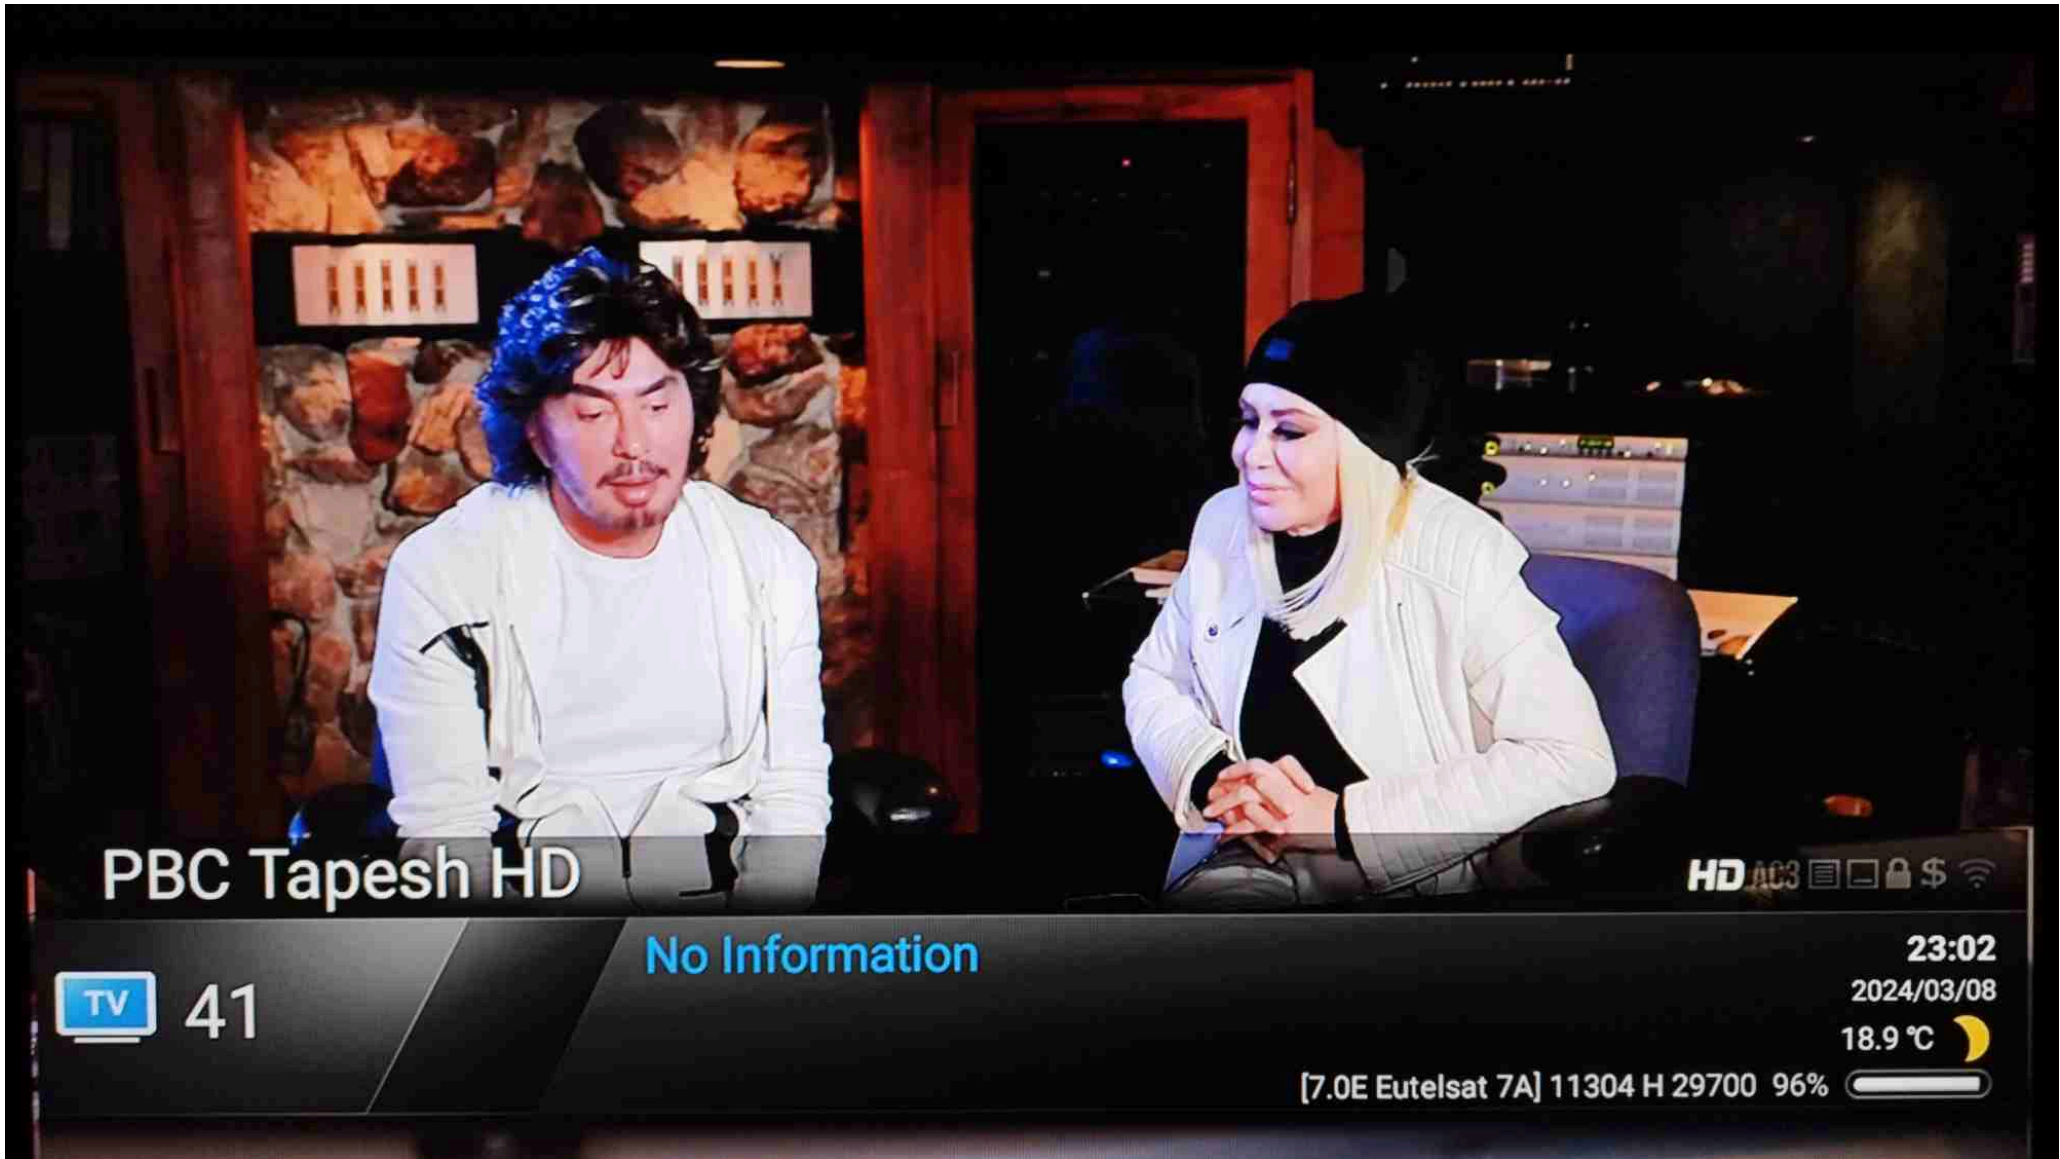 PBC Tapesh HD
HD AC3 $
No Information
23:02
TV 41
2024/03/08
18.9 °C
[7.0E Eutelsat 7A] 11304 H 29700 96%